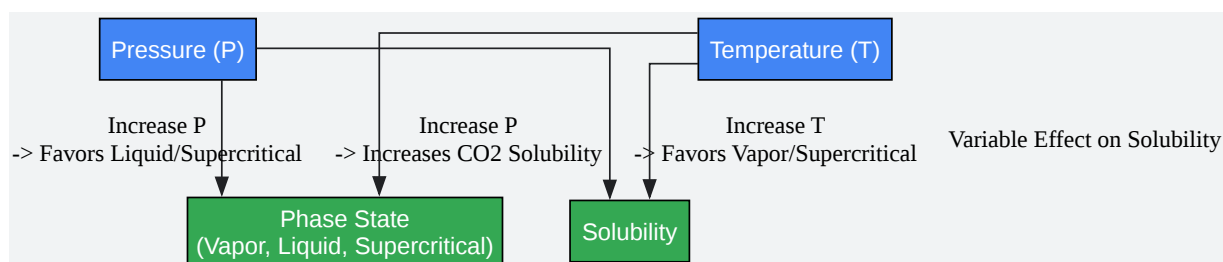 Pressure (P)
Temperature (T)
Increase P
-> Favors Liquid/Supercritical
Increase P
-> Increases CO2 Solubility
Increase T
-> Favors Vapor/Supercritical
Variable Effect on Solubility
Phase State
(Vapor, Liquid, Supercritical)
Solubility